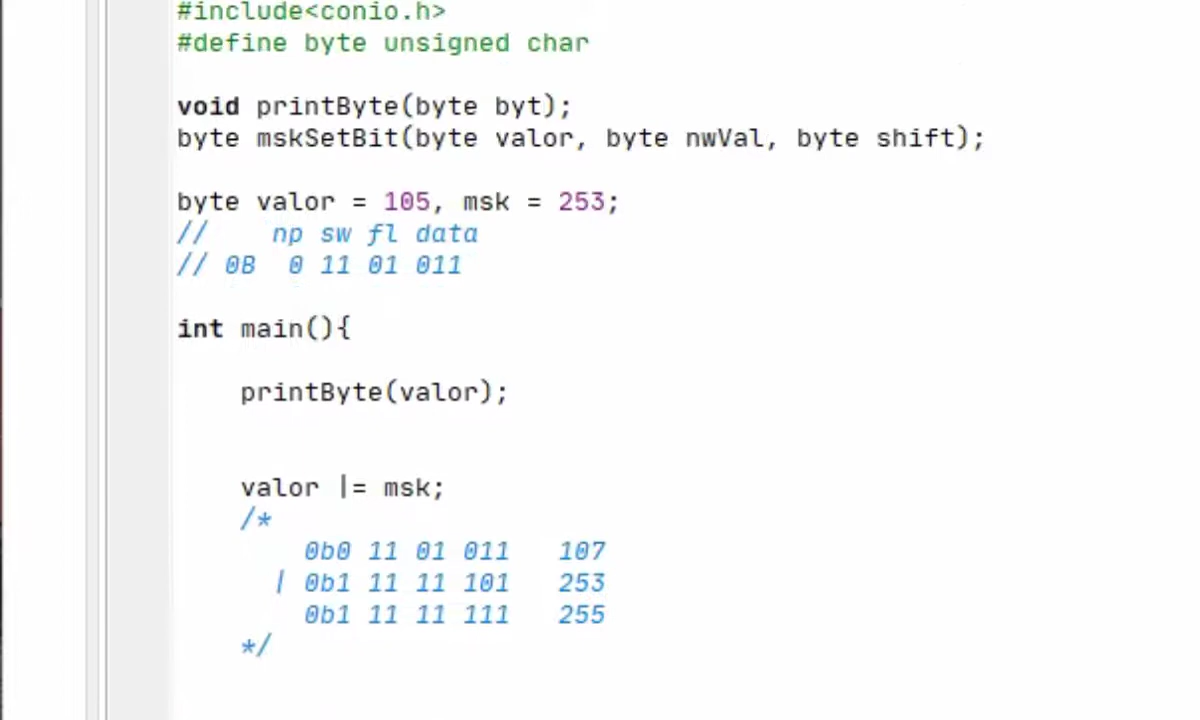 #include<conio.h>
#define byte unsigned char
void printByte(byte byt);
byte mskSetBit(byte valor, byte nwVal, byte shift);
byte valor = 105, msk = 253;
//    np sw fl data
// 0B  0 11 01 011
int main(){
printByte(valor);
valor |= msk;
/*
0b0 11 01 011   107
| 0b1 11 11 101   253
0b1 11 11 111   255
*/